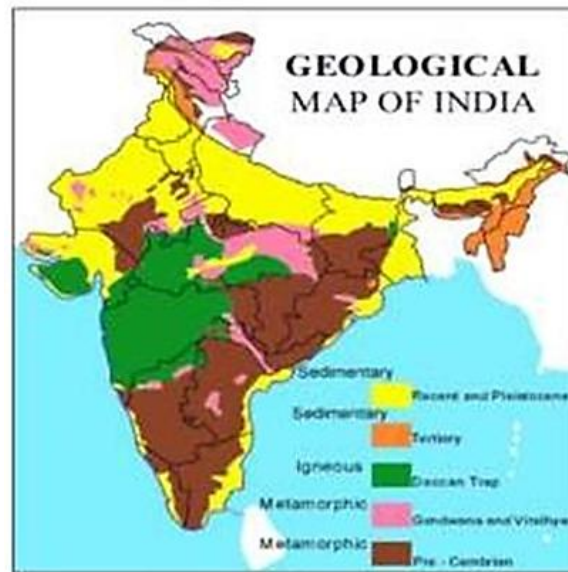 GEOLOGICAL
MAP OF INDIA
Sedimentary
Recent and Pleistocene
Sedimentary
Tertiery
Igneous
Deccan Trap
Metamorphic
Gondwana and Vindhya
Metamorphic
Pre - Cambrian